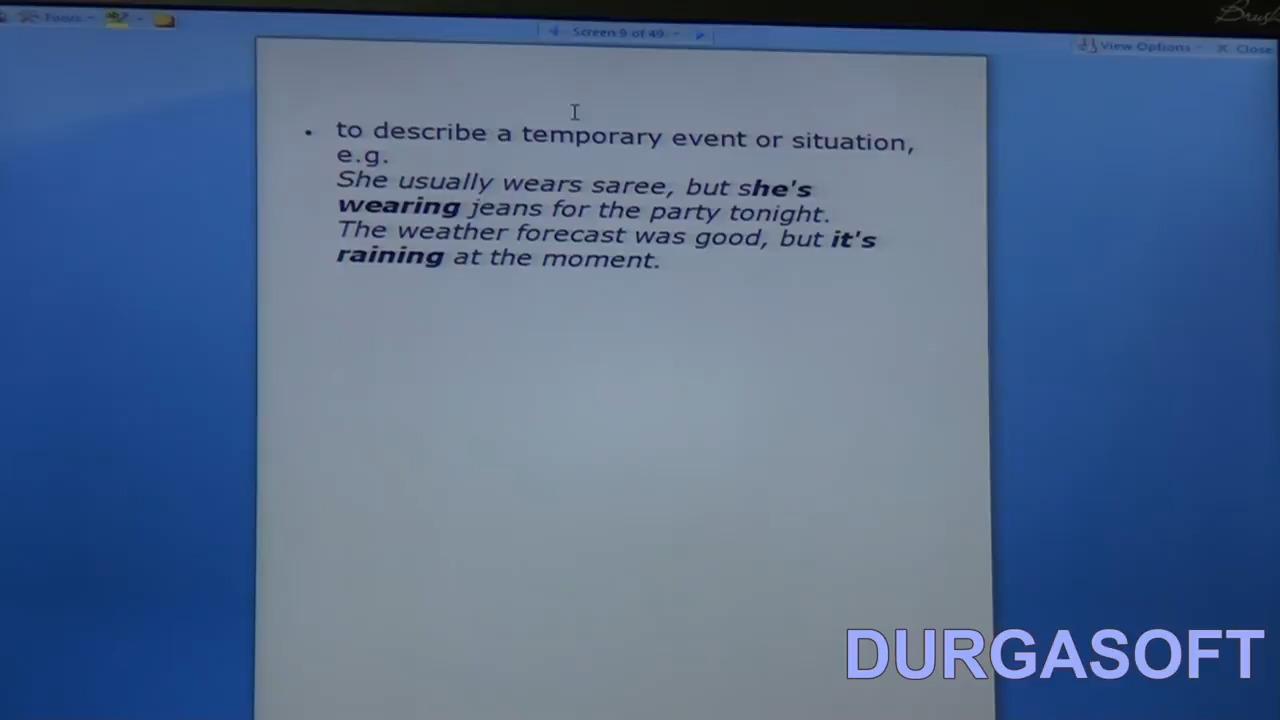 Tools
Screen 9 of 49
View Options
Close
• to describe a temporary event or situation,
e.g.
She usually wears saree, but she's
wearing jeans for the party tonight.
The weather forecast was good, but it's
raining at the moment.
DURGASOFT